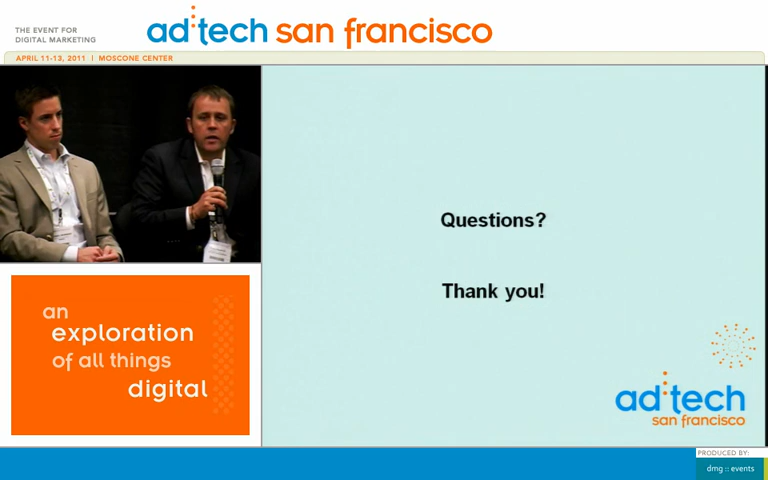 THE EVENT FOR
DIGITAL MARKETING
ad:tech san francisco
APRIL 11-13, 2011 | MOSCONE CENTER
Questions?
Thank you!
an
exploration
of all things
digital
ad:tech
san francisco
PRODUCED BY:
dmg :: events